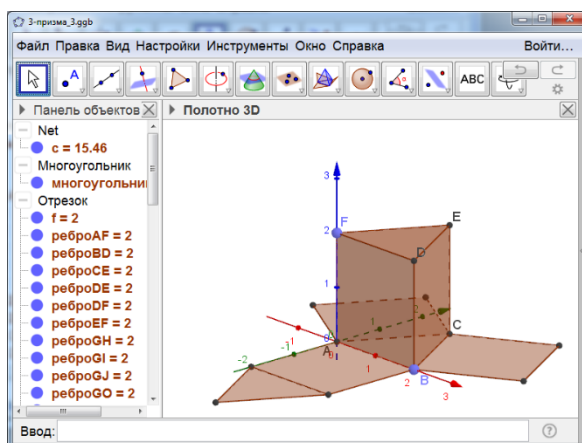 3-призма_3.ggb
Файл Правка Вид Настройки Инструменты Окно Справка Войти...
ABC
Панель объектов
Полотно 3D
Net
c = 15.46
Многоугольник
многоугольни
Отрезок
f = 2
реброAF = 2
реброBD = 2
реброCE = 2
реброDE = 2
реброDF = 2
реброEF = 2
реброGH = 2
реброGI = 2
реброGJ = 2
реброGO = 2
3
F
E
2
D
1
C
A
-1
-1
-2
1
1
2
B
3
Ввод: